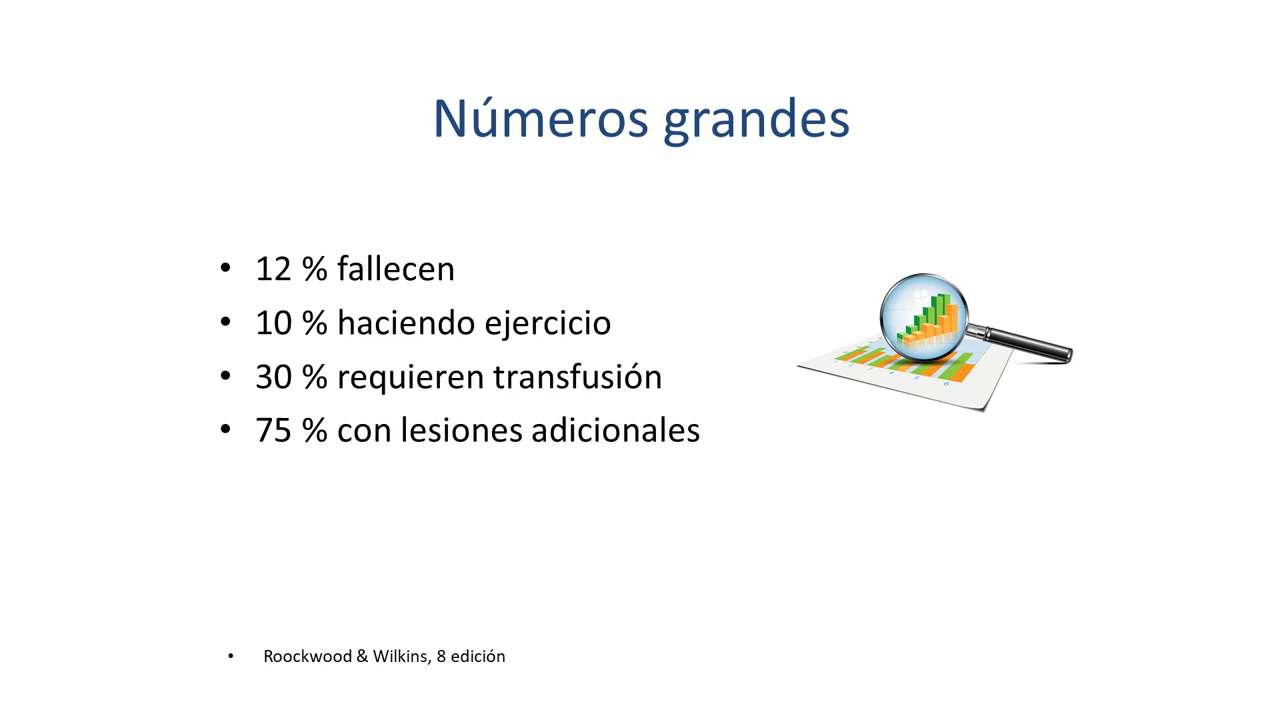 Números grandes
• 12 % fallecen
• 10 % haciendo ejercicio
• 30 % requieren transfusión
• 75 % con lesiones adicionales
• Roockwood & Wilkins, 8 edición